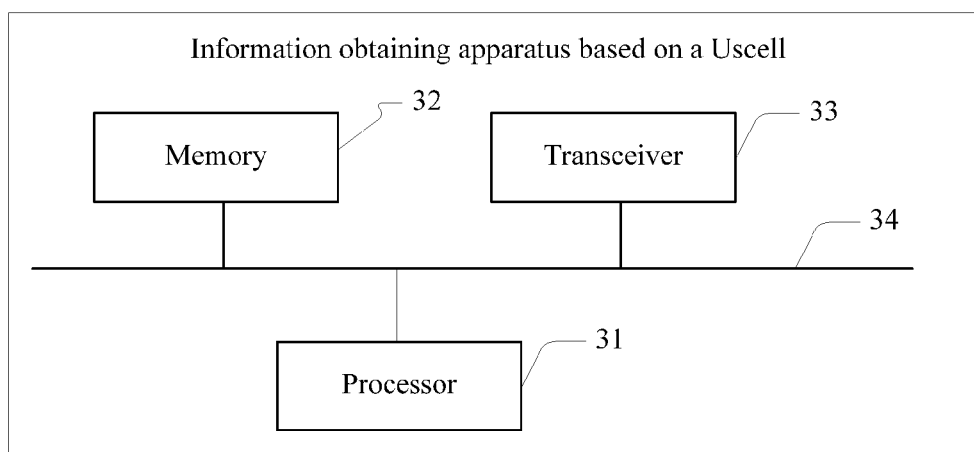 Information obtaining apparatus based on a Uscell
32
33
Memory
Transceiver
34
31
Processor